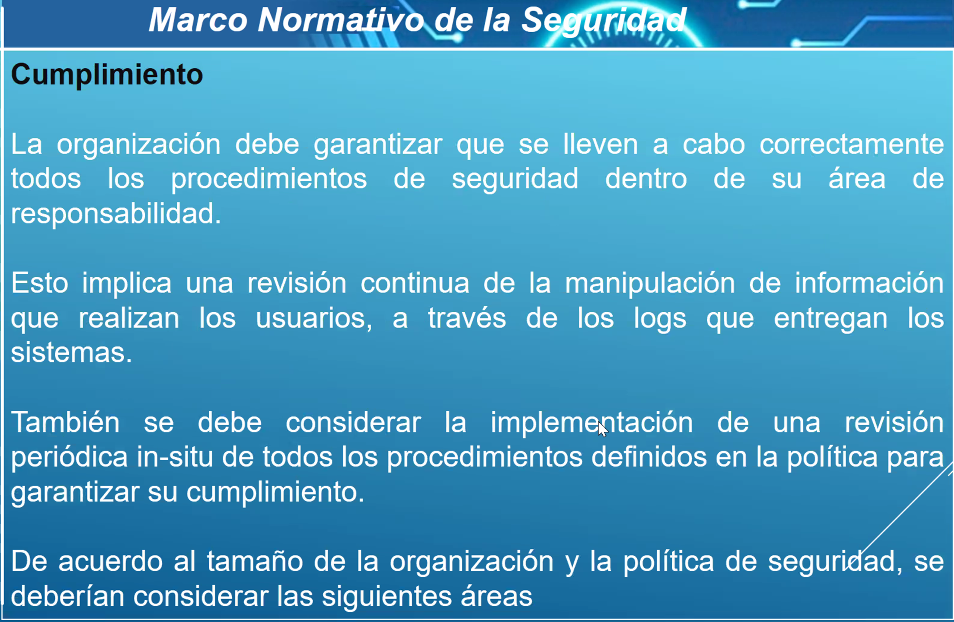 Marco Normativo de la Seguridad
Cumplimiento
La organización debe garantizar que se lleven a cabo correctamente
todos los procedimientos de seguridad dentro de su área de
responsabilidad.
Esto implica una revisión continua de la manipulación de información
que realizan los usuarios, a través de los logs que entregan los
sistemas.
También se debe considerar la implementación de una revisión
periódica in-situ de todos los procedimientos definidos en la política para
garantizar su cumplimiento.
De acuerdo al tamaño de la organización y la política de seguridad, se
deberían considerar las siguientes áreas